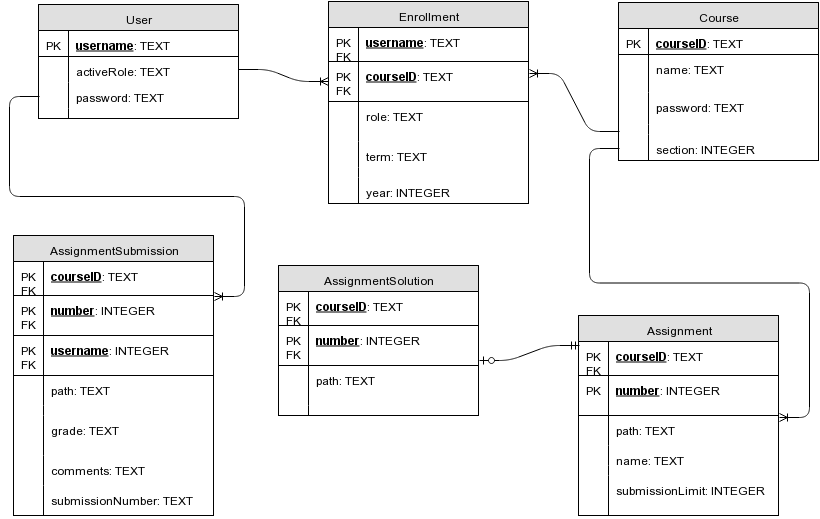 User
PK username: TEXT
activeRole: TEXT
password: TEXT
Enrollment
PK username: TEXT
FK
PK courseID: TEXT
FK
role: TEXT
term: TEXT
year: INTEGER
Course
PK courseID: TEXT
name: TEXT
password: TEXT
section: INTEGER
AssignmentSubmission
PK courseID: TEXT
FK
PK number: INTEGER
FK
PK username: INTEGER
FK
path: TEXT
grade: TEXT
comments: TEXT
submissionNumber: TEXT
AssignmentSolution
PK courseID: TEXT
FK
PK number: INTEGER
FK
path: TEXT
Assignment
PK courseID: TEXT
FK
PK number: INTEGER
path: TEXT
name: TEXT
submissionLimit: INTEGER